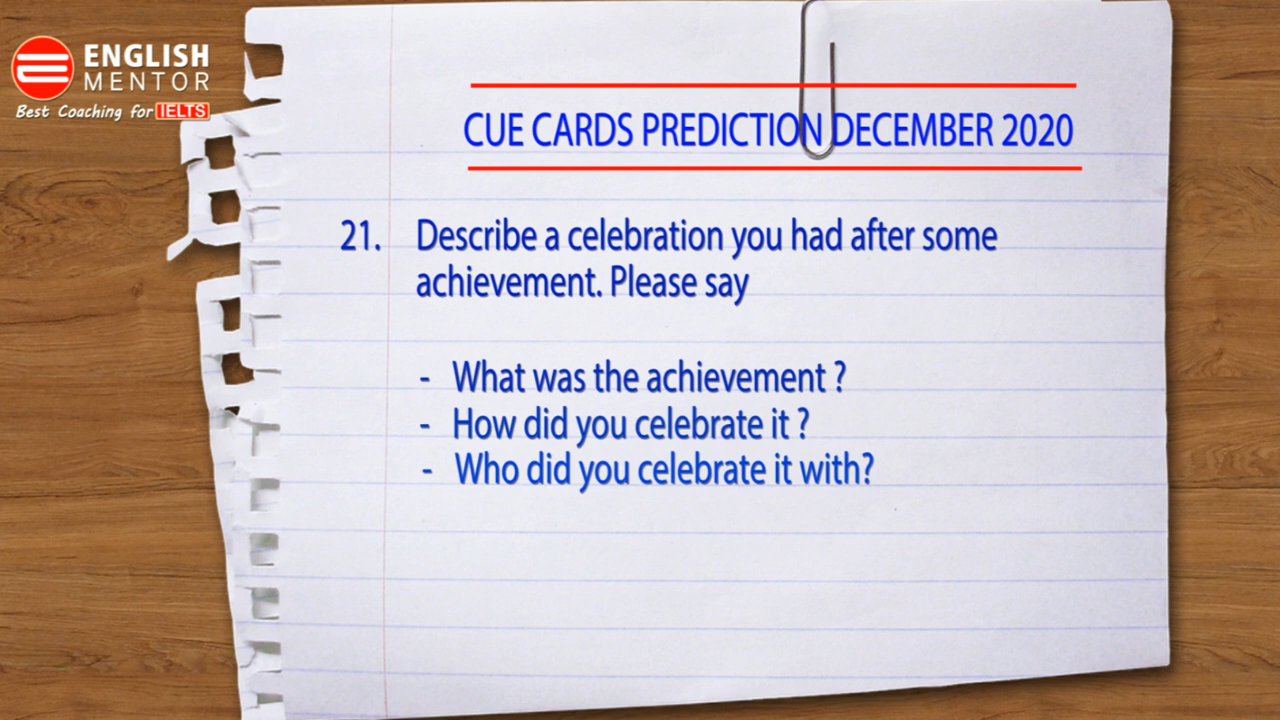 ENGLISH
MENTOR
Best Coaching for IELTS
CUE CARDS PREDICTION DECEMBER 2020
21. Describe a celebration you had after some
achievement. Please say
- What was the achievement ?
- How did you celebrate it ?
- Who did you celebrate it with?